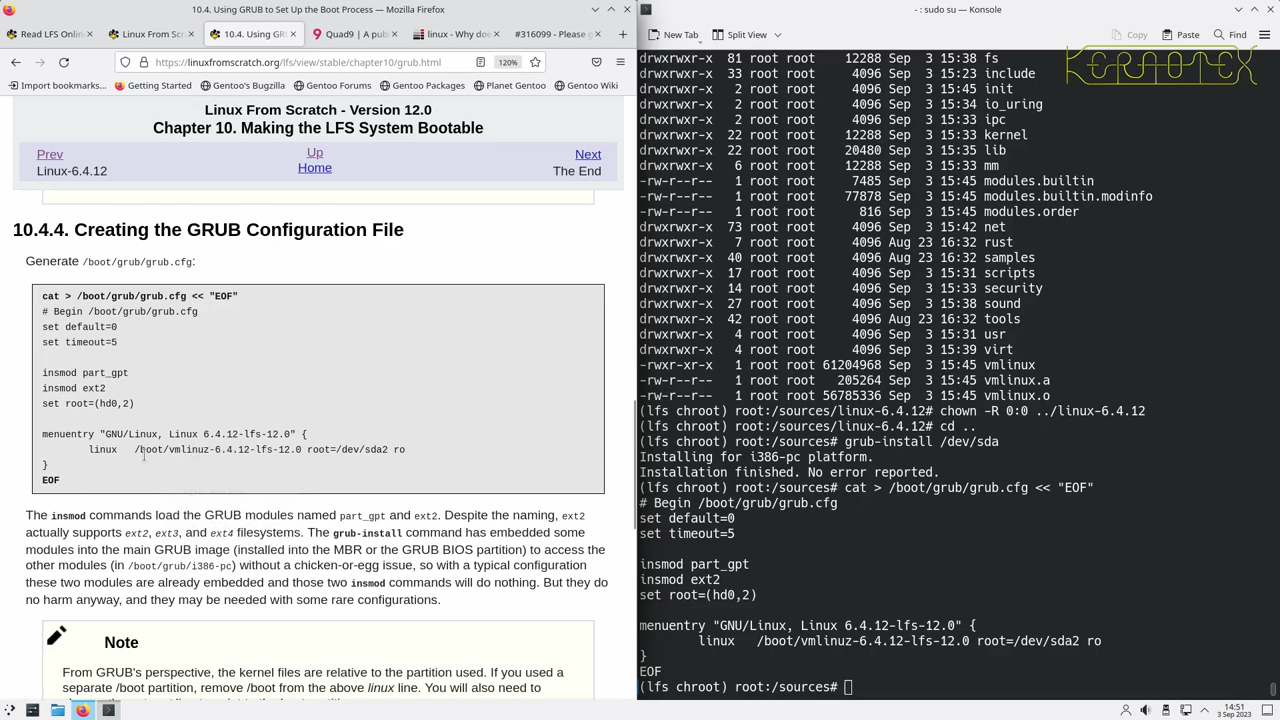 10.4. Using GRUB to Set Up the Boot Process — Mozilla Firefox
Read LFS Onlin
Linux From Scra
10.4. Using GRU
Quad9 | A publ
linux - Why doe
#316099 - Please g
https://linuxfromscratch.org/lfs/view/stable/chapter10/grub.html
120%
Import bookmarks...
Getting Started
Gentoo's Bugzilla
Gentoo Forums
Gentoo Packages
Planet Gentoo
Gentoo Wiki
Linux From Scratch - Version 12.0
Chapter 10. Making the LFS System Bootable
Prev
Up
Next
Linux-6.4.12
Home
The End
10.4.4. Creating the GRUB Configuration File
Generate /boot/grub/grub.cfg:
cat > /boot/grub/grub.cfg << "EOF"
# Begin /boot/grub/grub.cfg
set default=0
set timeout=5
insmod part_gpt
insmod ext2
set root=(hd0,2)
menuentry "GNU/Linux, Linux 6.4.12-lfs-12.0" {
linux   /boot/vmlinuz-6.4.12-lfs-12.0 root=/dev/sda2 ro
}
EOF
The insmod commands load the GRUB modules named part_gpt and ext2. Despite the naming, ext2
actually supports ext2, ext3, and ext4 filesystems. The grub-install command has embedded some
modules into the main GRUB image (installed into the MBR or the GRUB BIOS partition) to access the
other modules (in /boot/grub/i386-pc) without a chicken-or-egg issue, so with a typical configuration
these two modules are already embedded and those two insmod commands will do nothing. But they do
no harm anyway, and they may be needed with some rare configurations.
Note
From GRUB's perspective, the kernel files are relative to the partition used. If you used a
separate /boot partition, remove /boot from the above linux line. You will also need to
- : sudo su — Konsole
New Tab
Split View
Copy
Paste
Find
KERNOTEX
drwxrwxr-x  81 root root    12288 Sep  3 15:38 fs
drwxrwxr-x  33 root root     4096 Sep  3 15:23 include
drwxrwxr-x   2 root root     4096 Sep  3 15:45 init
drwxrwxr-x   2 root root     4096 Sep  3 15:34 io_uring
drwxrwxr-x   2 root root     4096 Sep  3 15:33 ipc
drwxrwxr-x  22 root root    12288 Sep  3 15:37 kernel
drwxrwxr-x  22 root root    20480 Sep  3 15:35 lib
drwxrwxr-x   6 root root    12288 Sep  3 15:33 mm
-rw-r--r--   1 root root     7485 Sep  3 15:45 modules.builtin
-rw-r--r--   1 root root    77878 Sep  3 15:45 modules.builtin.modinfo
-rw-r--r--   1 root root      816 Sep  3 15:45 modules.order
drwxrwxr-x  73 root root     4096 Sep  3 15:42 net
drwxrwxr-x   7 root root     4096 Aug 23 16:32 rust
drwxrwxr-x  40 root root     4096 Aug 23 16:32 samples
drwxrwxr-x  17 root root     4096 Sep  3 15:31 scripts
drwxrwxr-x  14 root root     4096 Sep  3 15:33 security
drwxrwxr-x  27 root root     4096 Sep  3 15:38 sound
drwxrwxr-x  42 root root     4096 Aug 23 16:32 tools
drwxrwxr-x   4 root root     4096 Sep  3 15:31 usr
drwxrwxr-x   4 root root     4096 Sep  3 15:39 virt
-rwxr-xr-x   1 root root 61204968 Sep  3 15:45 vmlinux
-rw-r--r--   1 root root   205264 Sep  3 15:45 vmlinux.a
-rw-r--r--   1 root root 56785336 Sep  3 15:45 vmlinux.o
(lfs chroot) root:/sources/linux-6.4.12# chown -R 0:0 ../linux-6.4.12
(lfs chroot) root:/sources/linux-6.4.12# cd ..
(lfs chroot) root:/sources# grub-install /dev/sda
Installing for i386-pc platform.
Installation finished. No error reported.
(lfs chroot) root:/sources# cat > /boot/grub/grub.cfg << "EOF"
# Begin /boot/grub/grub.cfg
set default=0
set timeout=5
insmod part_gpt
insmod ext2
set root=(hd0,2)
menuentry "GNU/Linux, Linux 6.4.12-lfs-12.0" {
linux   /boot/vmlinuz-6.4.12-lfs-12.0 root=/dev/sda2 ro
}
EOF
(lfs chroot) root:/sources#
14:51
3 Sep 2023